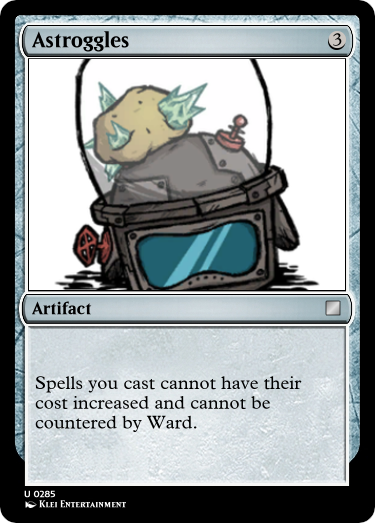 Astroggles 3
Artifact
Spells you cast cannot have their
cost increased and cannot be
countered by Ward.
U 0285
Klei Entertainment